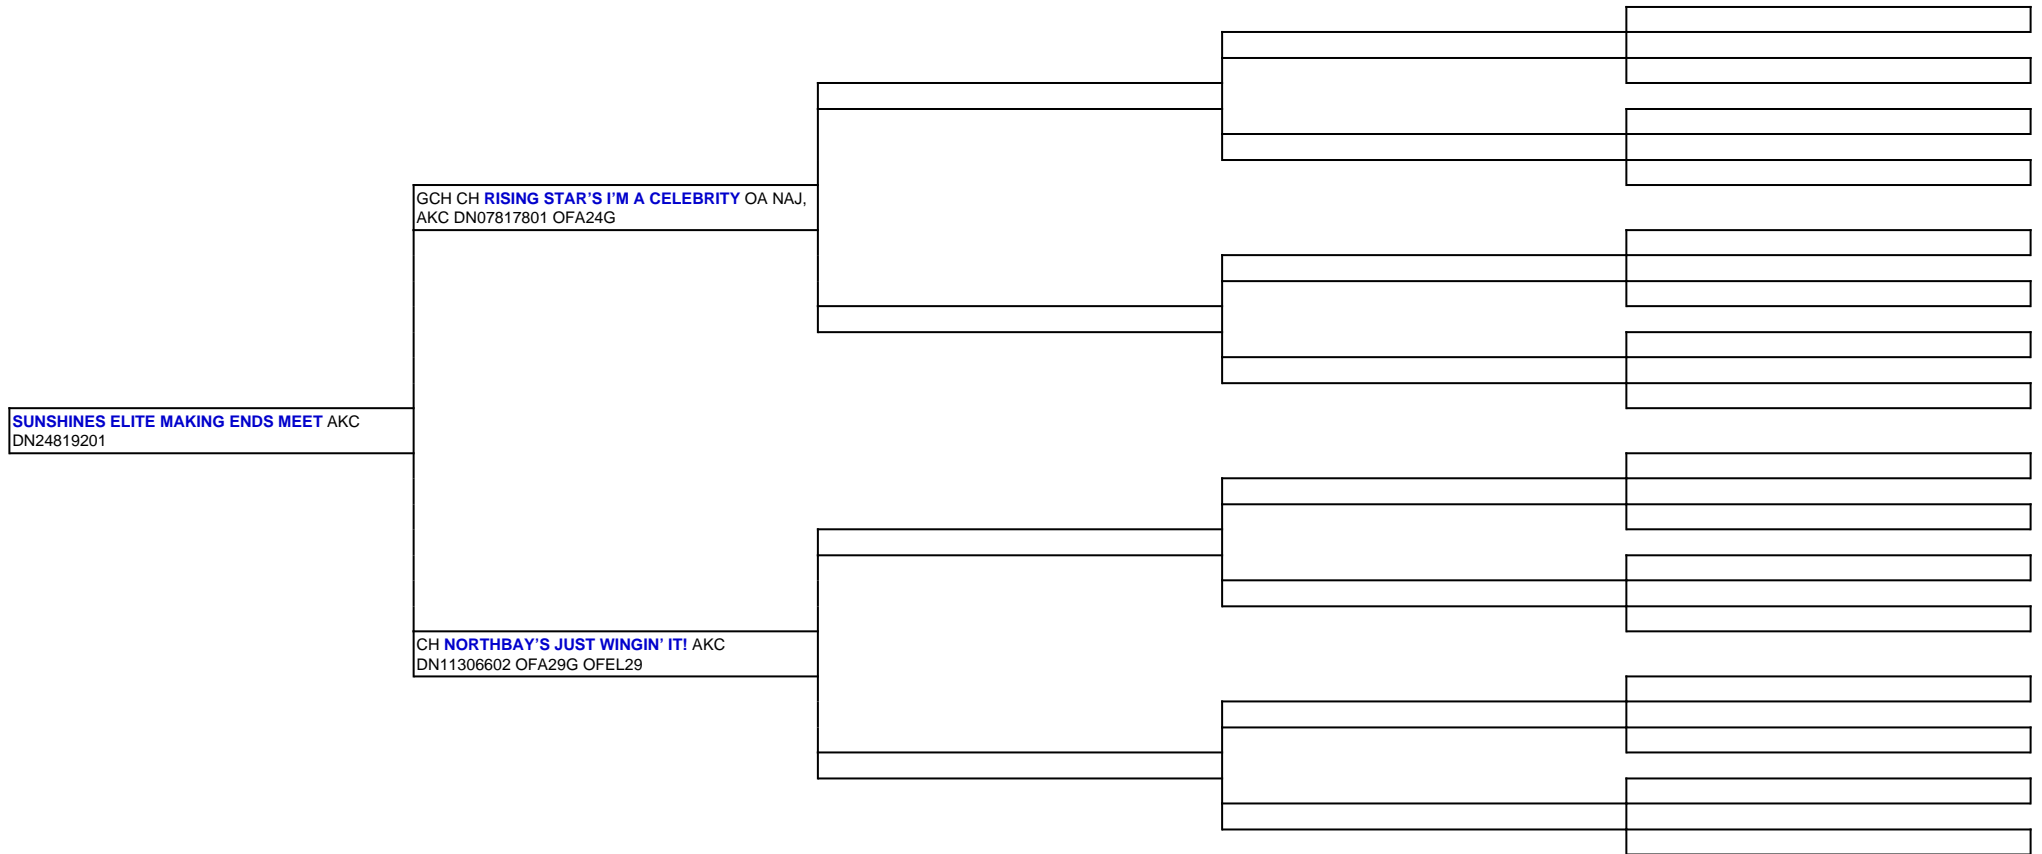 GCH CH RISING STAR’S I’M A CELEBRITY OA NAJ,
AKC DN07817801 OFA24G
SUNSHINES ELITE MAKING ENDS MEET AKC
DN24819201
CH NORTHBAY’S JUST WINGIN’ IT! AKC
DN11306602 OFA29G OFEL29